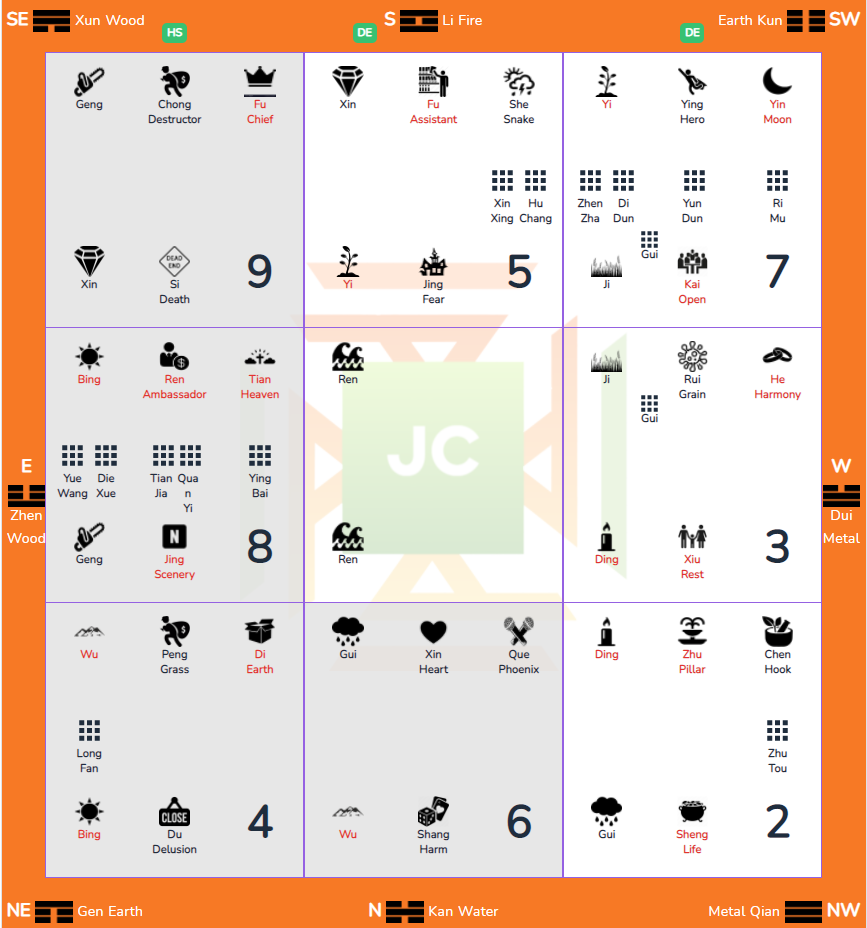 SE Xun Wood S Li Fire Earth Kun SW
HS DE DE
Geng Chong Fu Xin Fu She Yi Ying Yin
Destructor Chief Assistant Snake Hero Moon
Xin Hu Zhen Di Yun Ri
Xing Chang Zha Dun Dun Mu
Gui
DEAD END
Xin Si 9 Yi Jing 5 Ji Kai 7
Death Fear Open
Bing Ren Tian Ren Ji Rui He
Ambassador Heaven Grain Harmony
Gui
JC
E W
Yue Die Tian Qua Ying
Wang Xue Jia n Bai
Yi
Zhen Dui
Wood Metal
N
Geng Jing 8 Ren Ding Xiu 3
Scenery Rest
Wu Peng Di Gui Xin Que Ding Zhu Chen
Grass Earth Heart Phoenix Pillar Hook
Long Zhu
Fan Tou
CLOSE
Bing Du 4 Wu Shang 6 Gui Sheng 2
Delusion Harm Life
NE Gen Earth N Kan Water Metal Qian NW